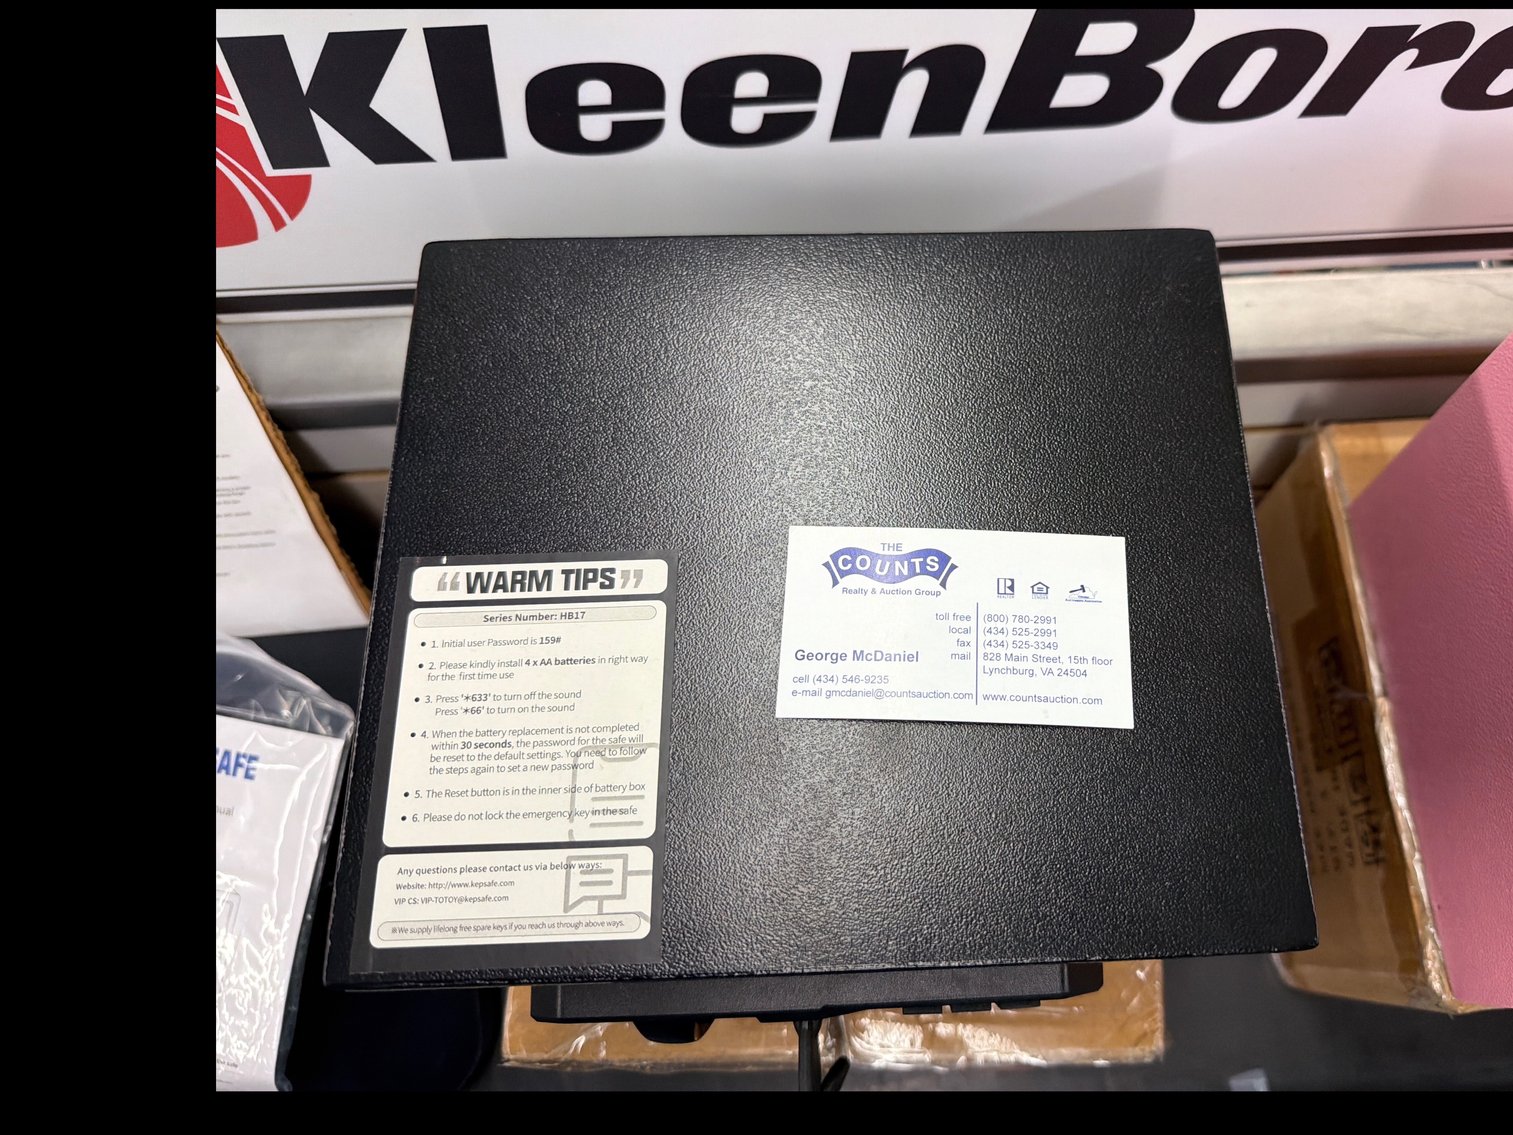 KleenBore
THE
COUNTS
Realty & Auction Group
REALTOR
toll free (800) 780-2991
local (434) 525-2991
fax (434) 525-3349
mail 828 Main Street, 15th floor
Lynchburg, VA 24504
George McDaniel
cell (434) 546-9235
e-mail gmcdaniel@countsauction.com
www.countsauction.com
“WARM TIPS”
Series Number: HB17
• 1. Initial user Password is 159#
• 2. Please kindly install 4 x AA batteries in right way
for the first time use
• 3. Press '✶633' to turn off the sound
Press '✶66' to turn on the sound
• 4. When the battery replacement is not completed
within 30 seconds, the password for the safe will
be reset to the default settings. You need to follow
the steps again to set a new password
• 5. The Reset button is in the inner side of battery box
• 6. Please do not lock the emergency key in the safe
Any questions please contact us via below ways:
Website: http://www.kepsafe.com
VIP CS: VIP-TOTOY@kepsafe.com
※We supply lifelong free spare keys if you reach us through above ways.
AFE
ual